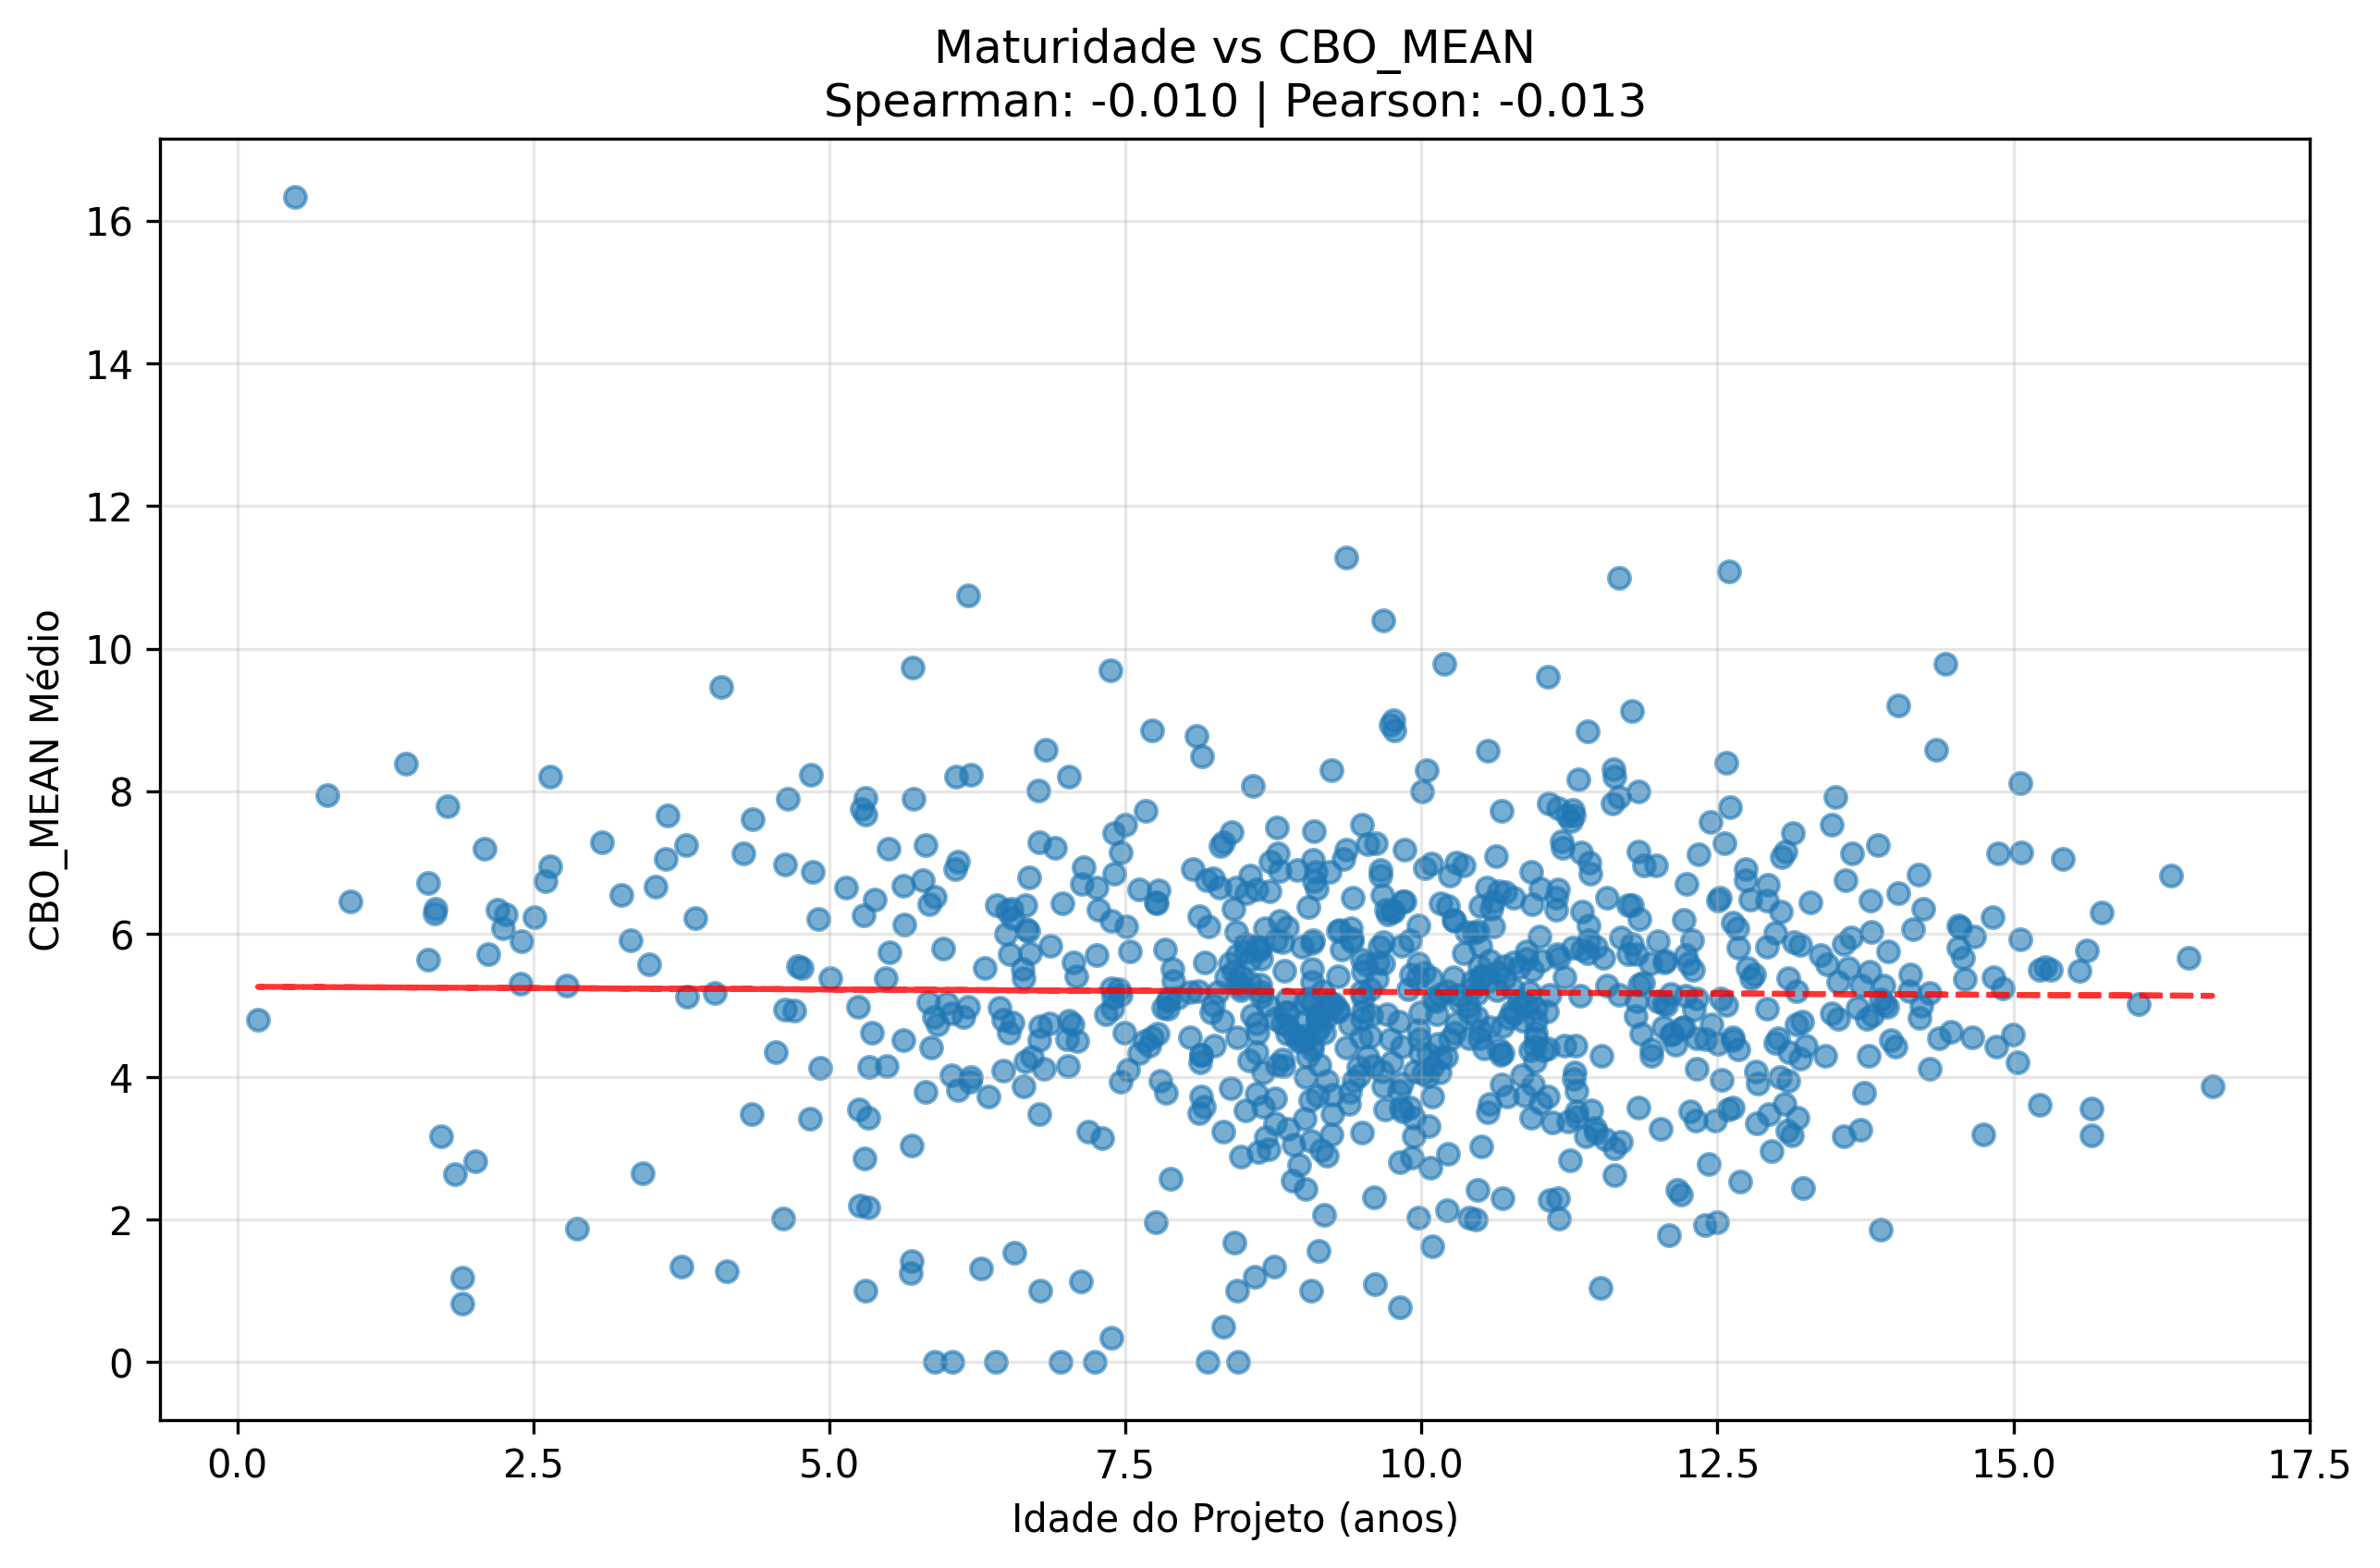 Maturidade vs CBO_MEAN
Spearman: -0.010 | Pearson: -0.013
CBO_MEAN Médio
16
14
12
10
8
6
4
2
0
0.0 2.5 5.0 7.5 10.0 12.5 15.0 17.5
Idade do Projeto (anos)